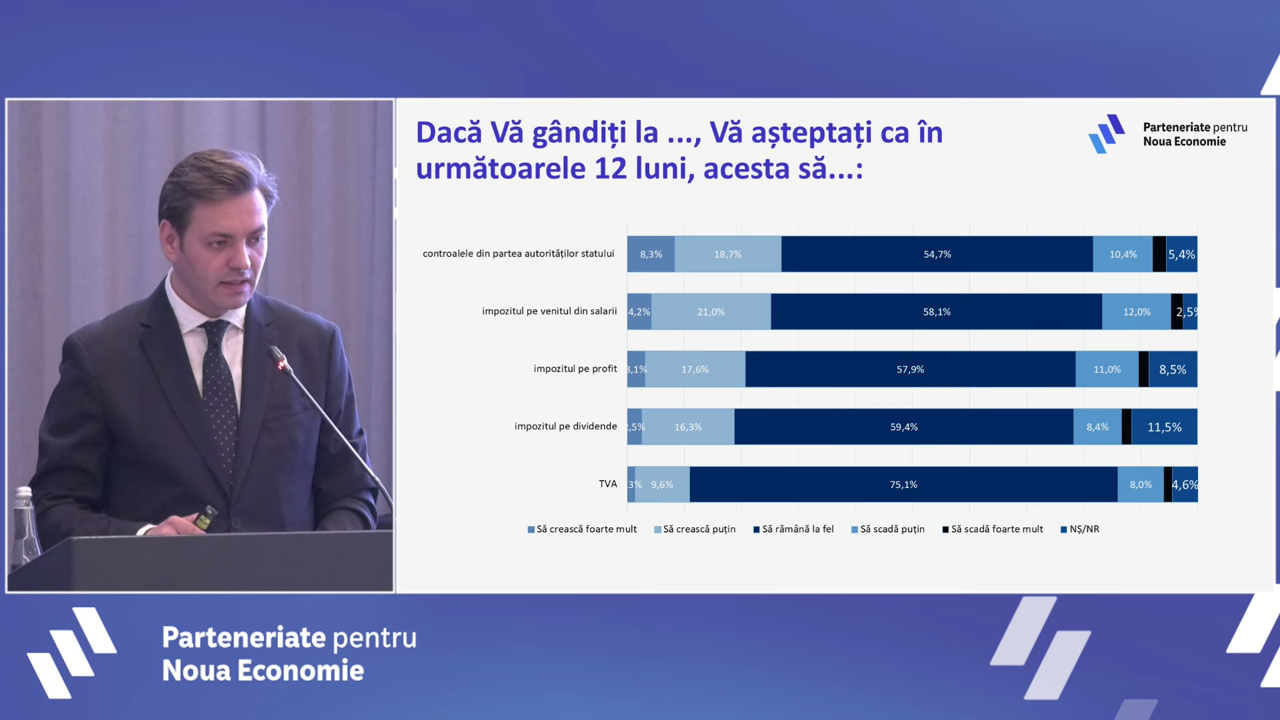 Dacă Vă gândiți la ..., Vă așteptați ca în
următoarele 12 luni, acesta să...:
Parteneriate pentru
Noua Economie
controalele din partea autorităților statului
8,3% 18,7% 54,7% 10,4% 5,4%
impozitul pe venitul din salarii
4,2% 21,0% 58,1% 12,0% 2,5%
impozitul pe profit
17,6% 57,9% 11,0% 8,5%
impozitul pe dividende
16,3% 59,4% 8,4% 11,5%
TVA
9,6% 75,1% 8,0% 4,6%
Să crească foarte mult Să crească puțin Să rămână la fel Să scadă puțin Să scadă foarte mult NȘ/NR
Parteneriate pentru
Noua Economie